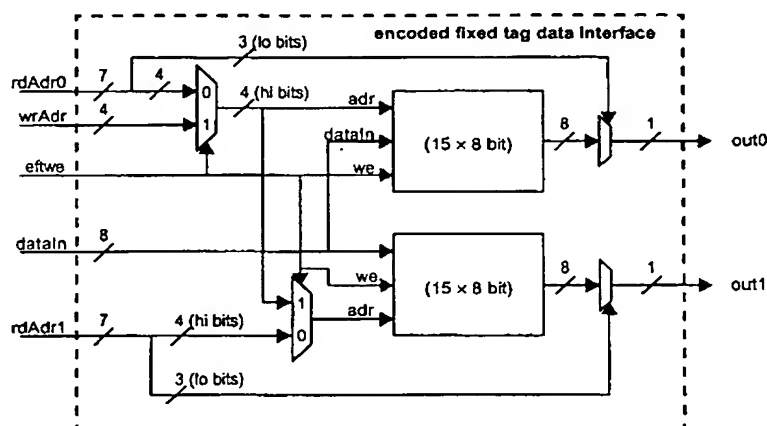 encoded fixed tag data interface
3 (lo bits)
rdAdr0 7 4 0 4 (hi bits) adr
wrAdr 4 1 dataIn (15 × 8 bit) 8 1 out0
eftwe we
dataIn 8
we (15 × 8 bit) 8 1 out1
1
rdAdr1 7 4 (hi bits) 0 adr
3 (lo bits)